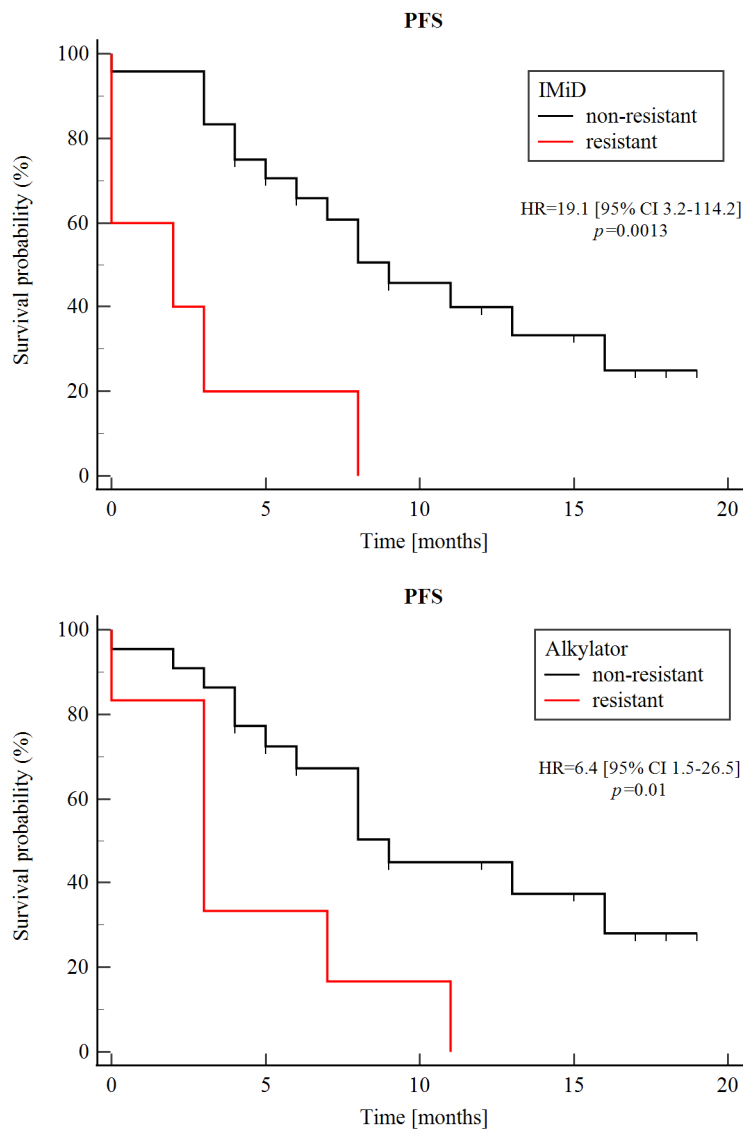 PFS
100
80
60
40
20
0
Survival probability (%)
IMiD
non-resistant
resistant
HR=19.1 [95% CI 3.2-114.2]
p=0.0013
0 5 10 15 20
Time [months]
PFS
100
80
60
40
20
0
Survival probability (%)
Alkylator
non-resistant
resistant
HR=6.4 [95% CI 1.5-26.5]
p=0.01
0 5 10 15 20
Time [months]